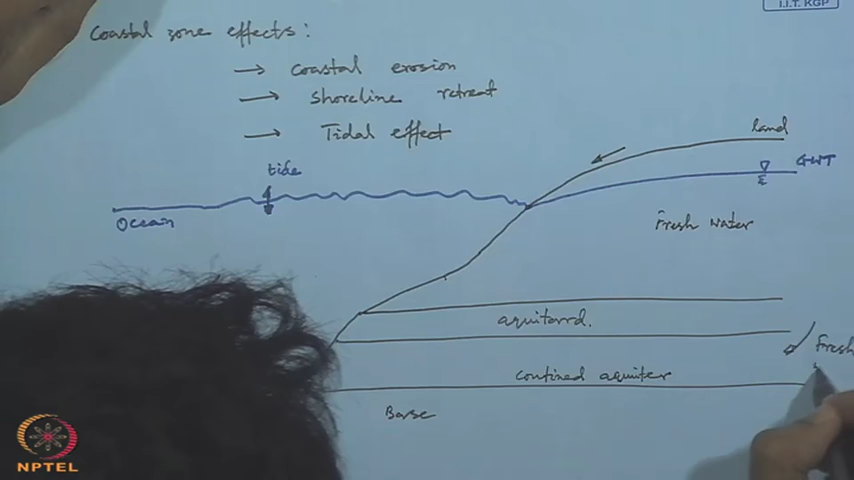 I.I.T. KGP
Coastal zone effects:
→ coastal erosion
→ shoreline retreat
→ Tidal effect
land
tide
GWT
Ocean
Fresh water
aquitarrd.
Fresh
confined aquifer
Base
NPTEL